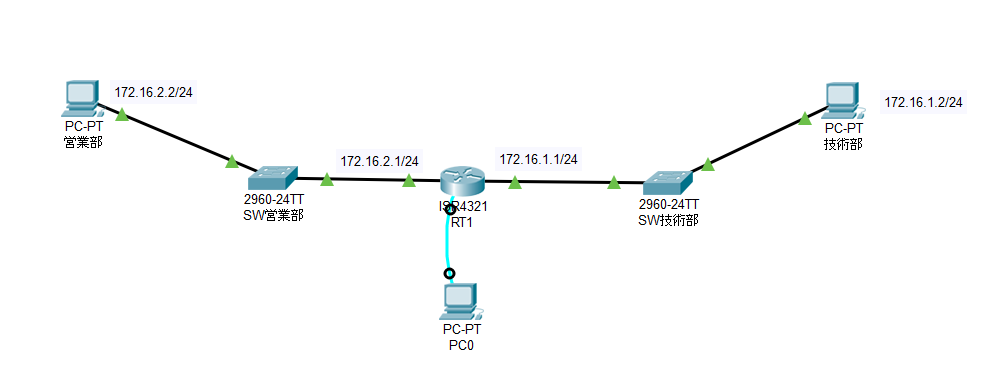 172.16.2.2/24
PC-PT
営業部
172.16.2.1/24
2960-24TT
SW営業部
172.16.1.1/24
ISR4321
RT1
2960-24TT
SW技術部
172.16.1.2/24
PC-PT
技術部
PC-PT
PC0